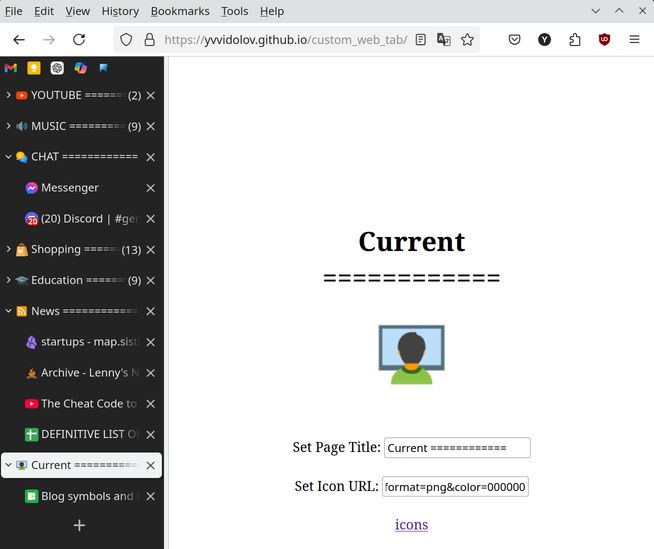 File Edit View History Bookmarks Tools Help
https://yvvidolov.github.io/custom_web_tab/
YOUTUBE ====== (2)
MUSIC ======== (9)
CHAT ============
Messenger
20 (20) Discord | #ger
Shopping ===== (13)
Education ====== (9)
News ============
startups - map.sist
Archive - Lenny's N
The Cheat Code to
DEFINITIVE LIST O
Current ==========
Blog symbols and
Current
============
Set Page Title: Current ============
Set Icon URL: format=png&color=000000
icons